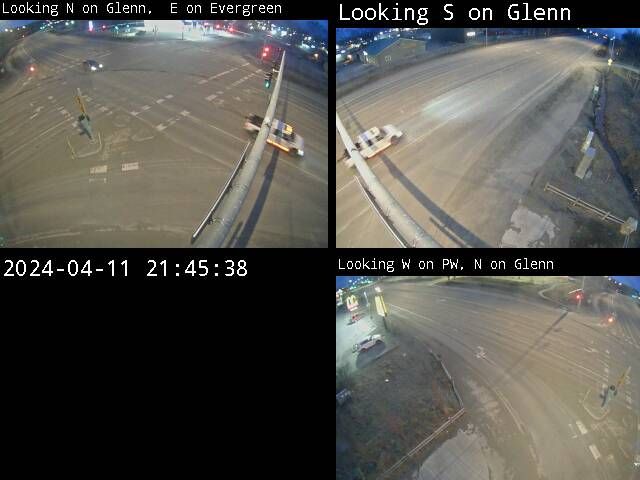 Looking N on Glenn,  E on Evergreen
Looking S on Glenn
2024-04-11 21:45:38
Looking W on PW, N on Glenn